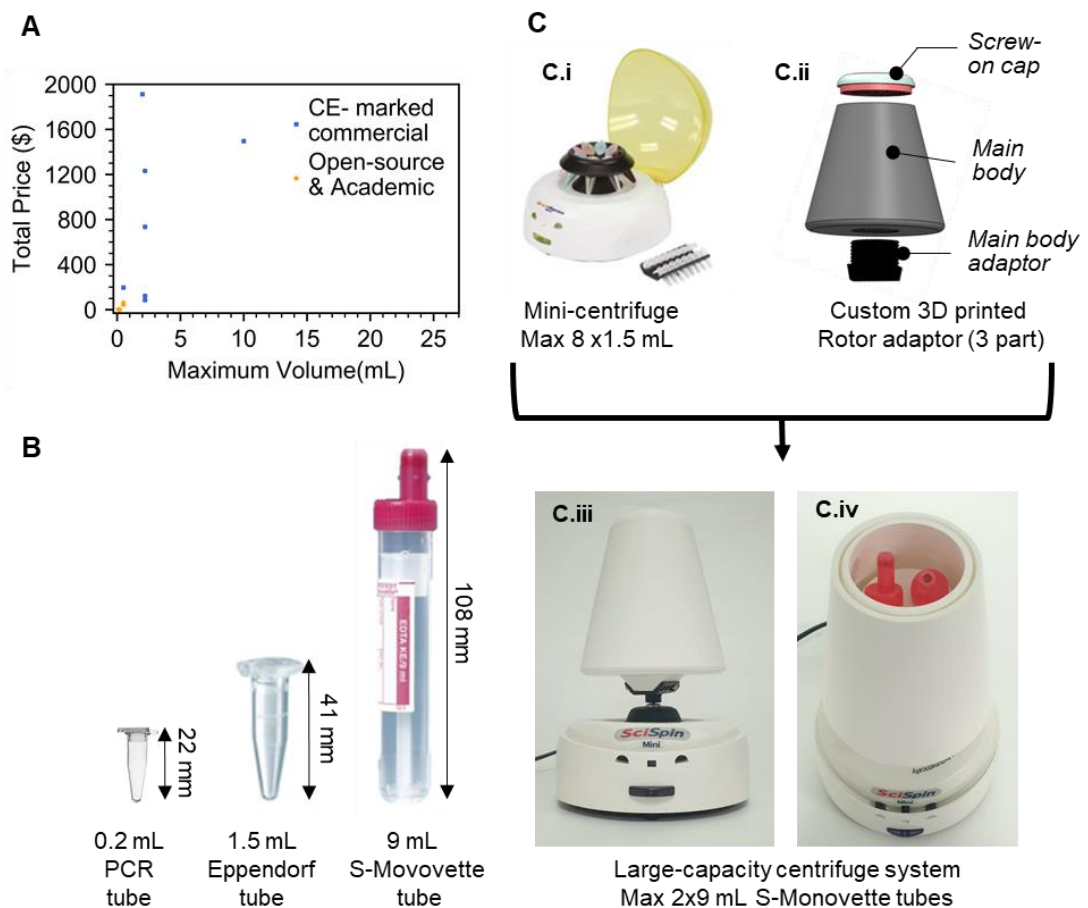 A
2000
1600
1200
800
400
0
Total Price ($)
CE- marked
commercial
Open-source
& Academic
0 5 10 15 20 25
Maximum Volume(mL)
B
22 mm
41 mm
108 mm
EDTA KE/9 ml
0.2 mL
PCR
tube
1.5 mL
Eppendorf
tube
9 mL
S-Movovette
tube
C
C.i
Mini-centrifuge
Max 8 x1.5 mL
C.ii
Screw-
on cap
Main
body
Main body
adaptor
Custom 3D printed
Rotor adaptor (3 part)
C.iii
SciSpin
Mini
C.iv
SciSpin
Mini
Large-capacity centrifuge system
Max 2x9 mL S-Monovette tubes